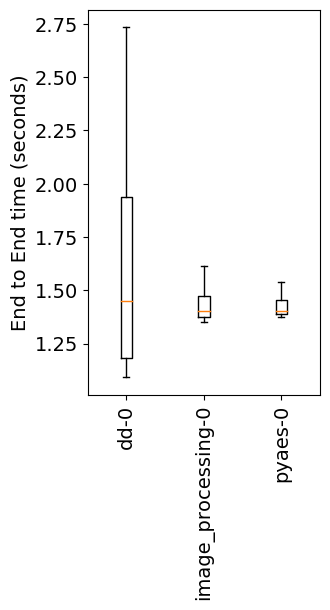 End to End time (seconds)
2.75
2.50
2.25
2.00
1.75
1.50
1.25
dd-0
image_processing-0
pyaes-0